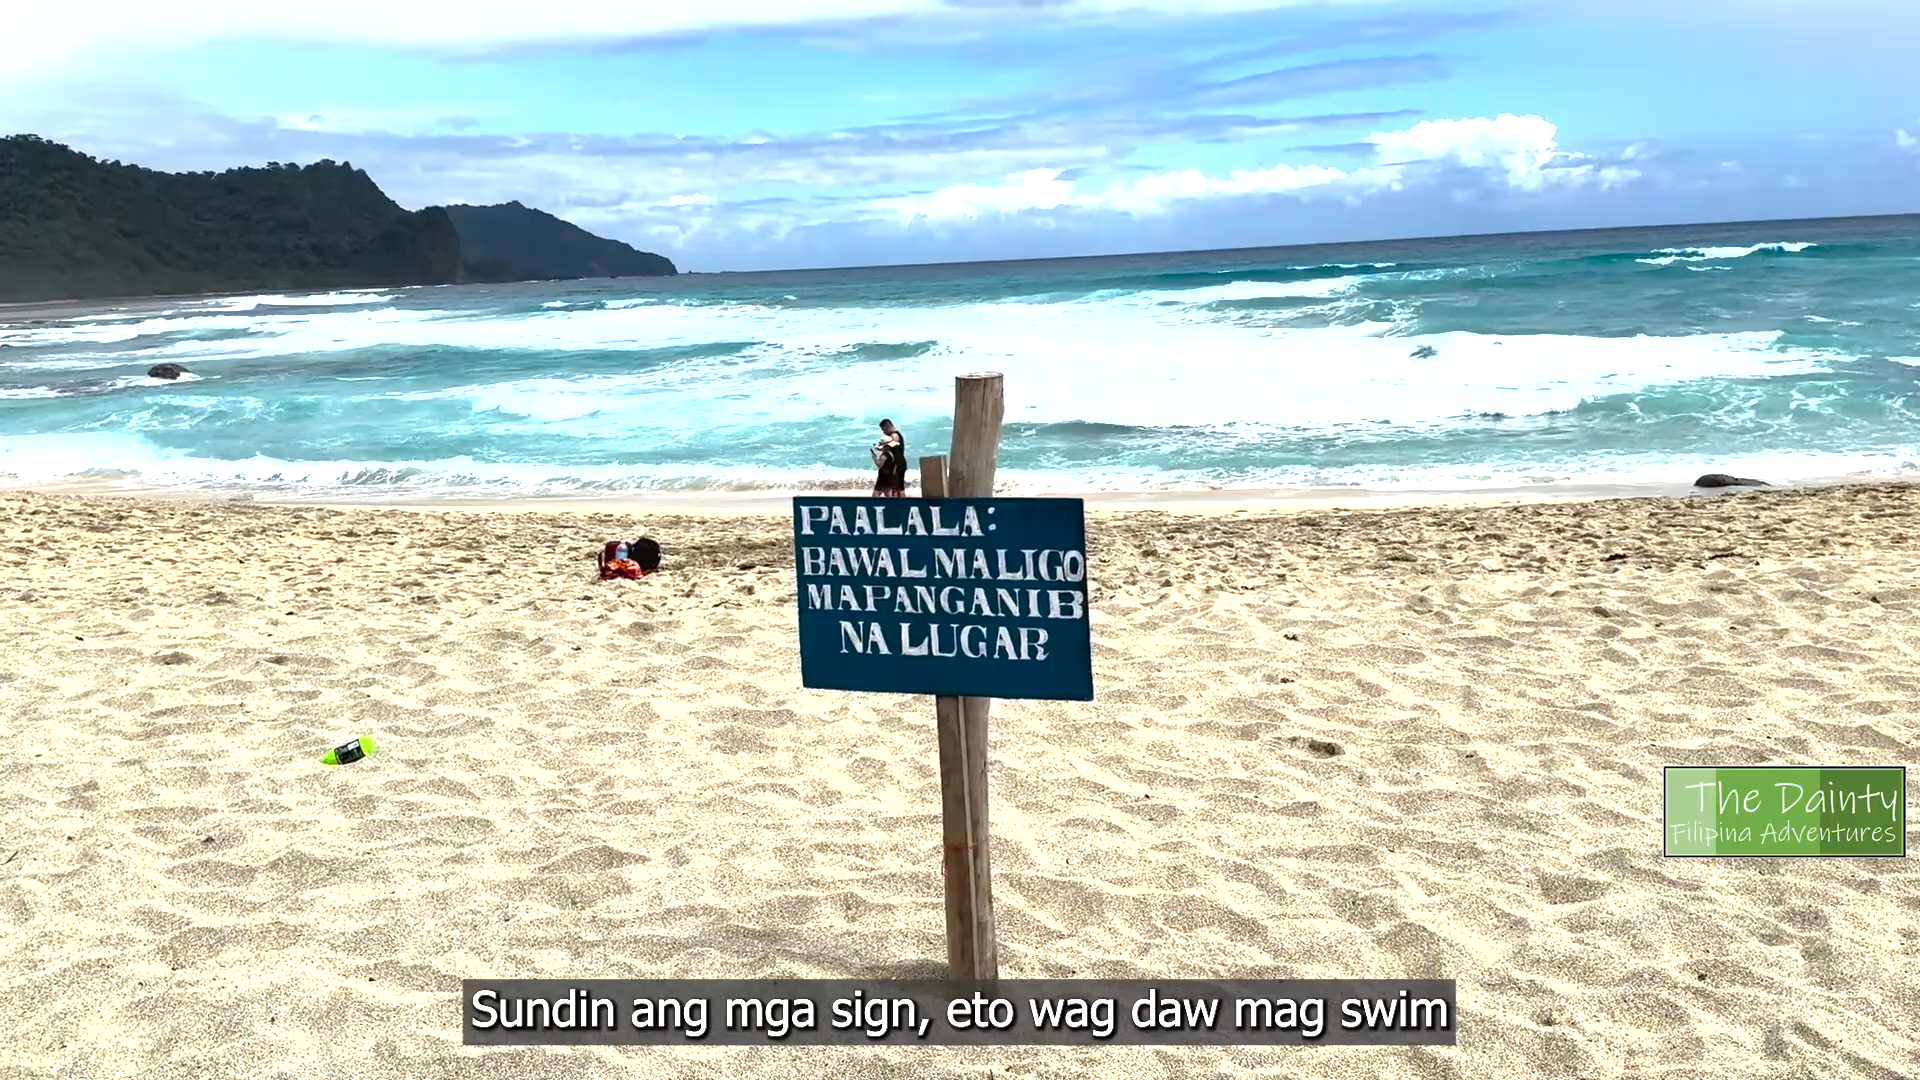 PAALALA:
BAWAL MALIGO
MAPANGANIB
NA LUGAR
The Dainty
Filipina Adventures
Sundin ang mga sign, eto wag daw mag swim